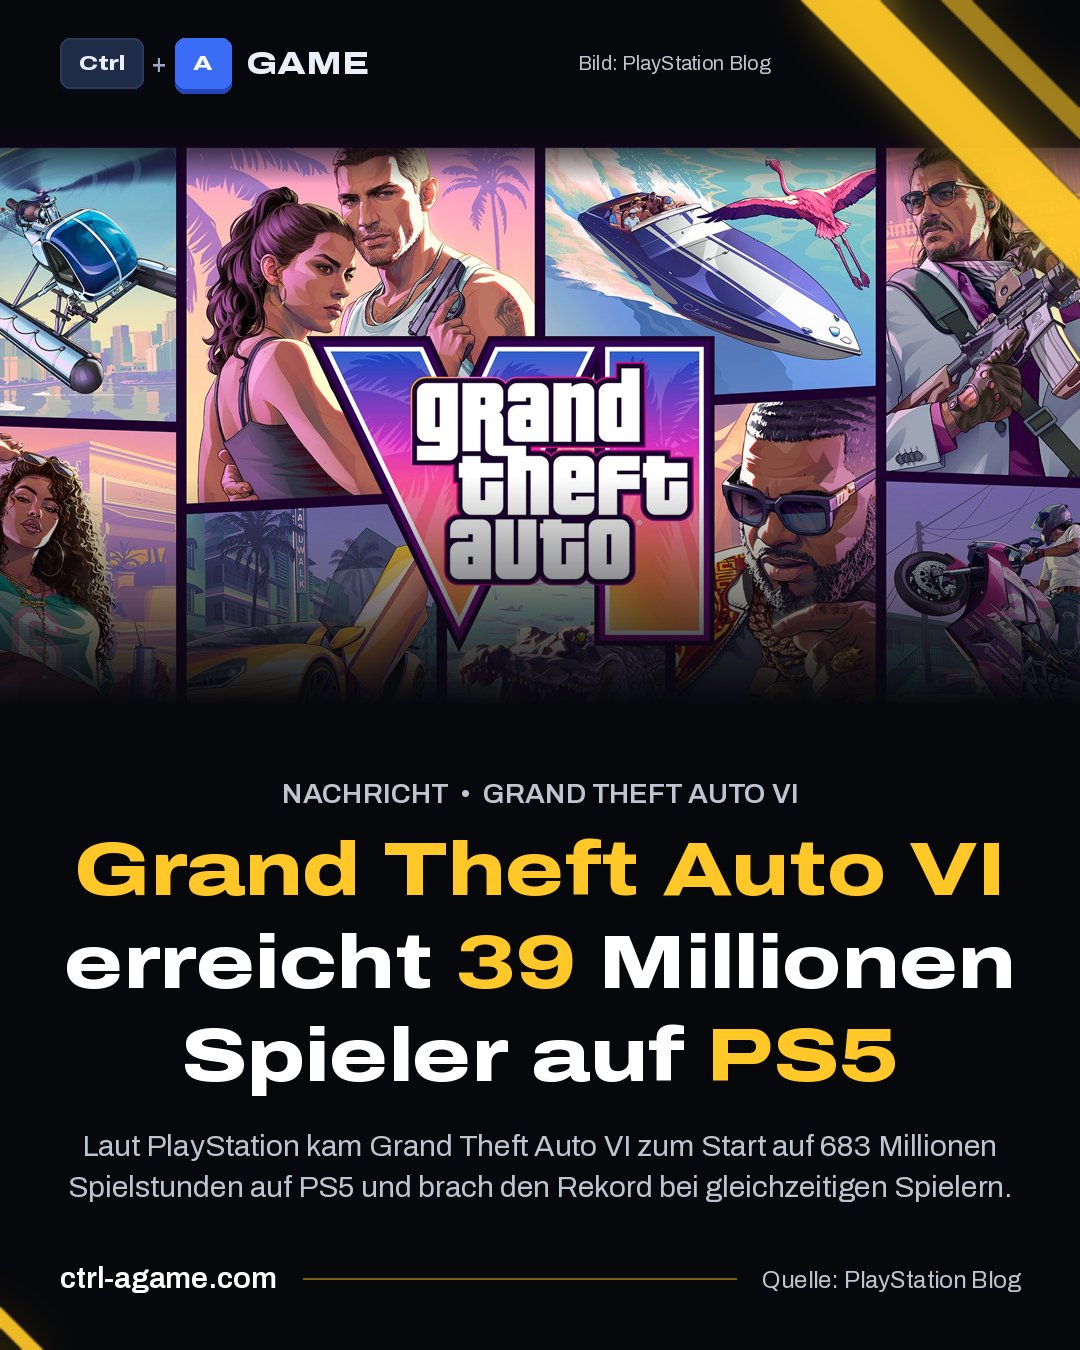 Ctrl + A GAME
Bild: PlayStation Blog
VI
grand
theft
auto
NACHRICHT • GRAND THEFT AUTO VI
Grand Theft Auto VI
erreicht 39 Millionen
Spieler auf PS5
Laut PlayStation kam Grand Theft Auto VI zum Start auf 683 Millionen
Spielstunden auf PS5 und brach den Rekord bei gleichzeitigen Spielern.
ctrl-agame.com
Quelle: PlayStation Blog